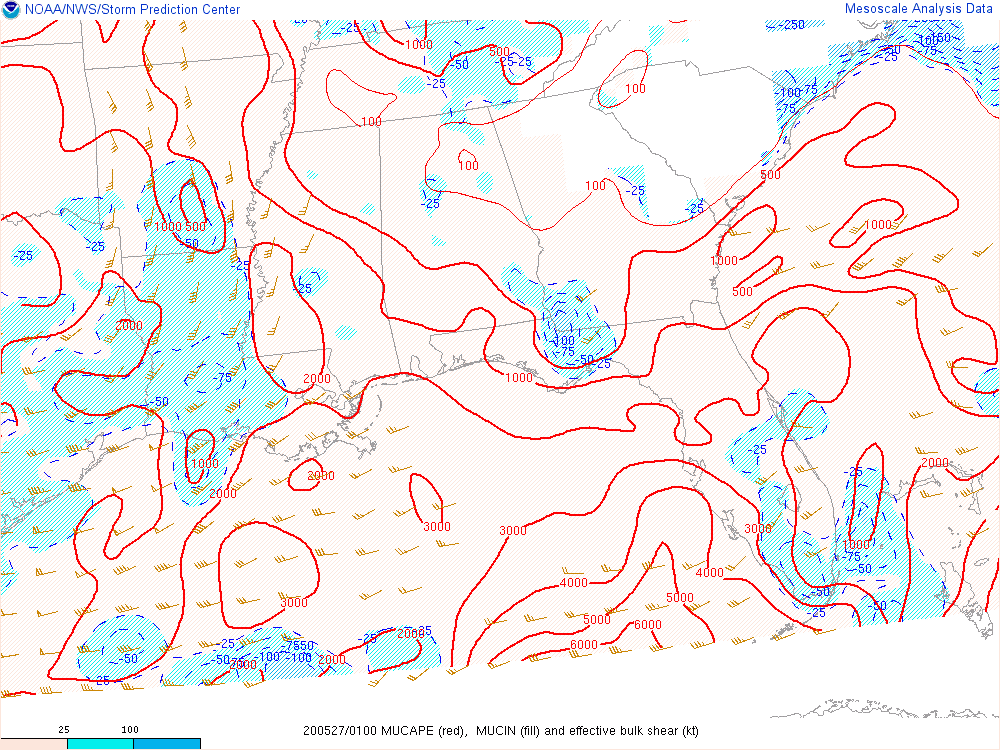 NOAA/NWS/Storm Prediction Center
Mesoscale Analysis Data
-25 -250
1000 500 -50 -25 -25 -25 -50
-25 100 -100 -75
100 -75
100 500
-25 100 -25 -25
1000 500 -50 1000
-25 -25 -25 1000
-25 500
2000
-100 -75 -50 -25
-75 2000 1000
-50
-25
1000 2000 2000 -25
2000 3000 3000 3000
1000 -75 -50
4000 4000
3000 5000 5000 -50 -25 -50
6000
-50 -25 -50 -75 50 -100 -100 -25 2000 25 6000
-25 2000 2000
25 100
200527/0100 MUCAPE (red), MUCIN (fill) and effective bulk shear (kt)